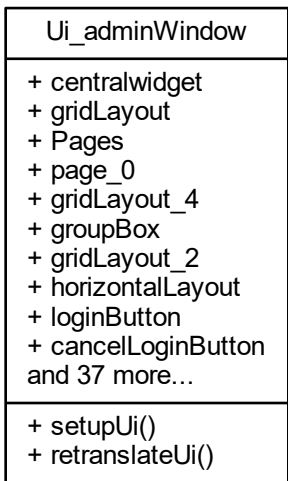 Ui_adminWindow
+ centralwidget
+ gridLayout
+ Pages
+ page_0
+ gridLayout_4
+ groupBox
+ gridLayout_2
+ horizontalLayout
+ loginButton
+ cancelLoginButton
and 37 more...
+ setupUi()
+ retranslateUi()